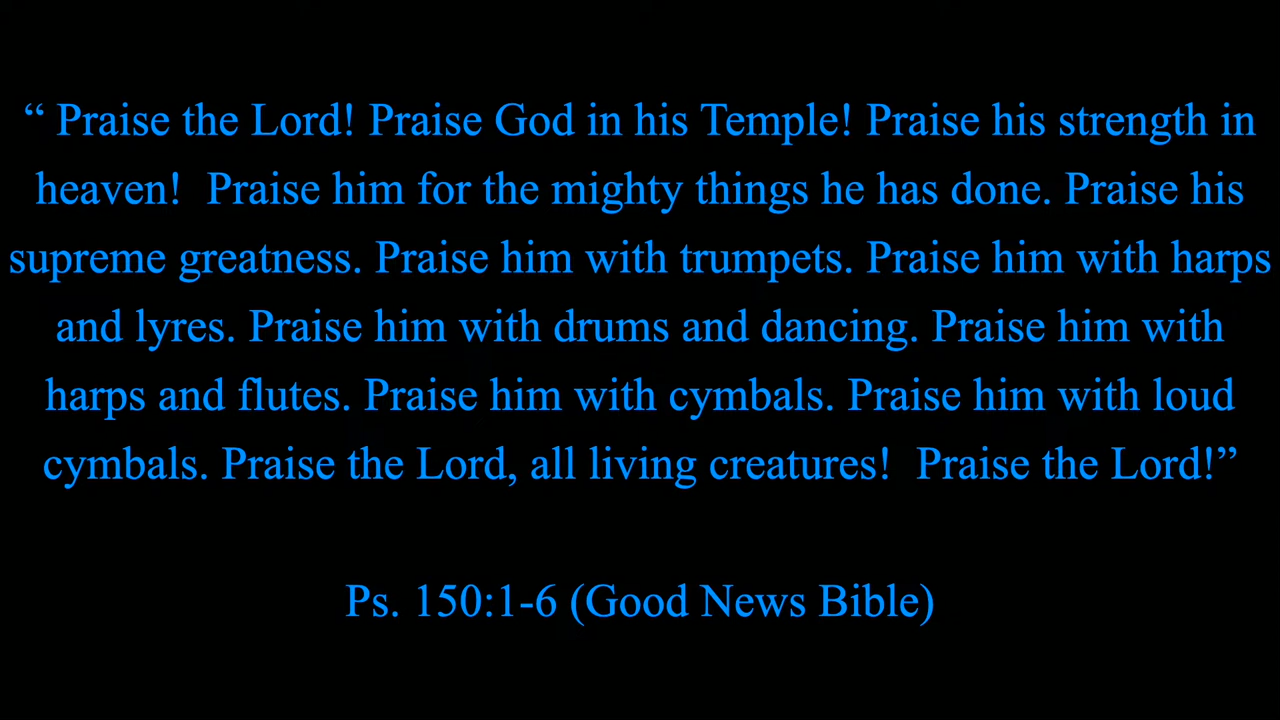 “ Praise the Lord! Praise God in his Temple! Praise his strength in
heaven!  Praise him for the mighty things he has done. Praise his
supreme greatness. Praise him with trumpets. Praise him with harps
and lyres. Praise him with drums and dancing. Praise him with
harps and flutes. Praise him with cymbals. Praise him with loud
cymbals. Praise the Lord, all living creatures!  Praise the Lord!”
Ps. 150:1-6 (Good News Bible)